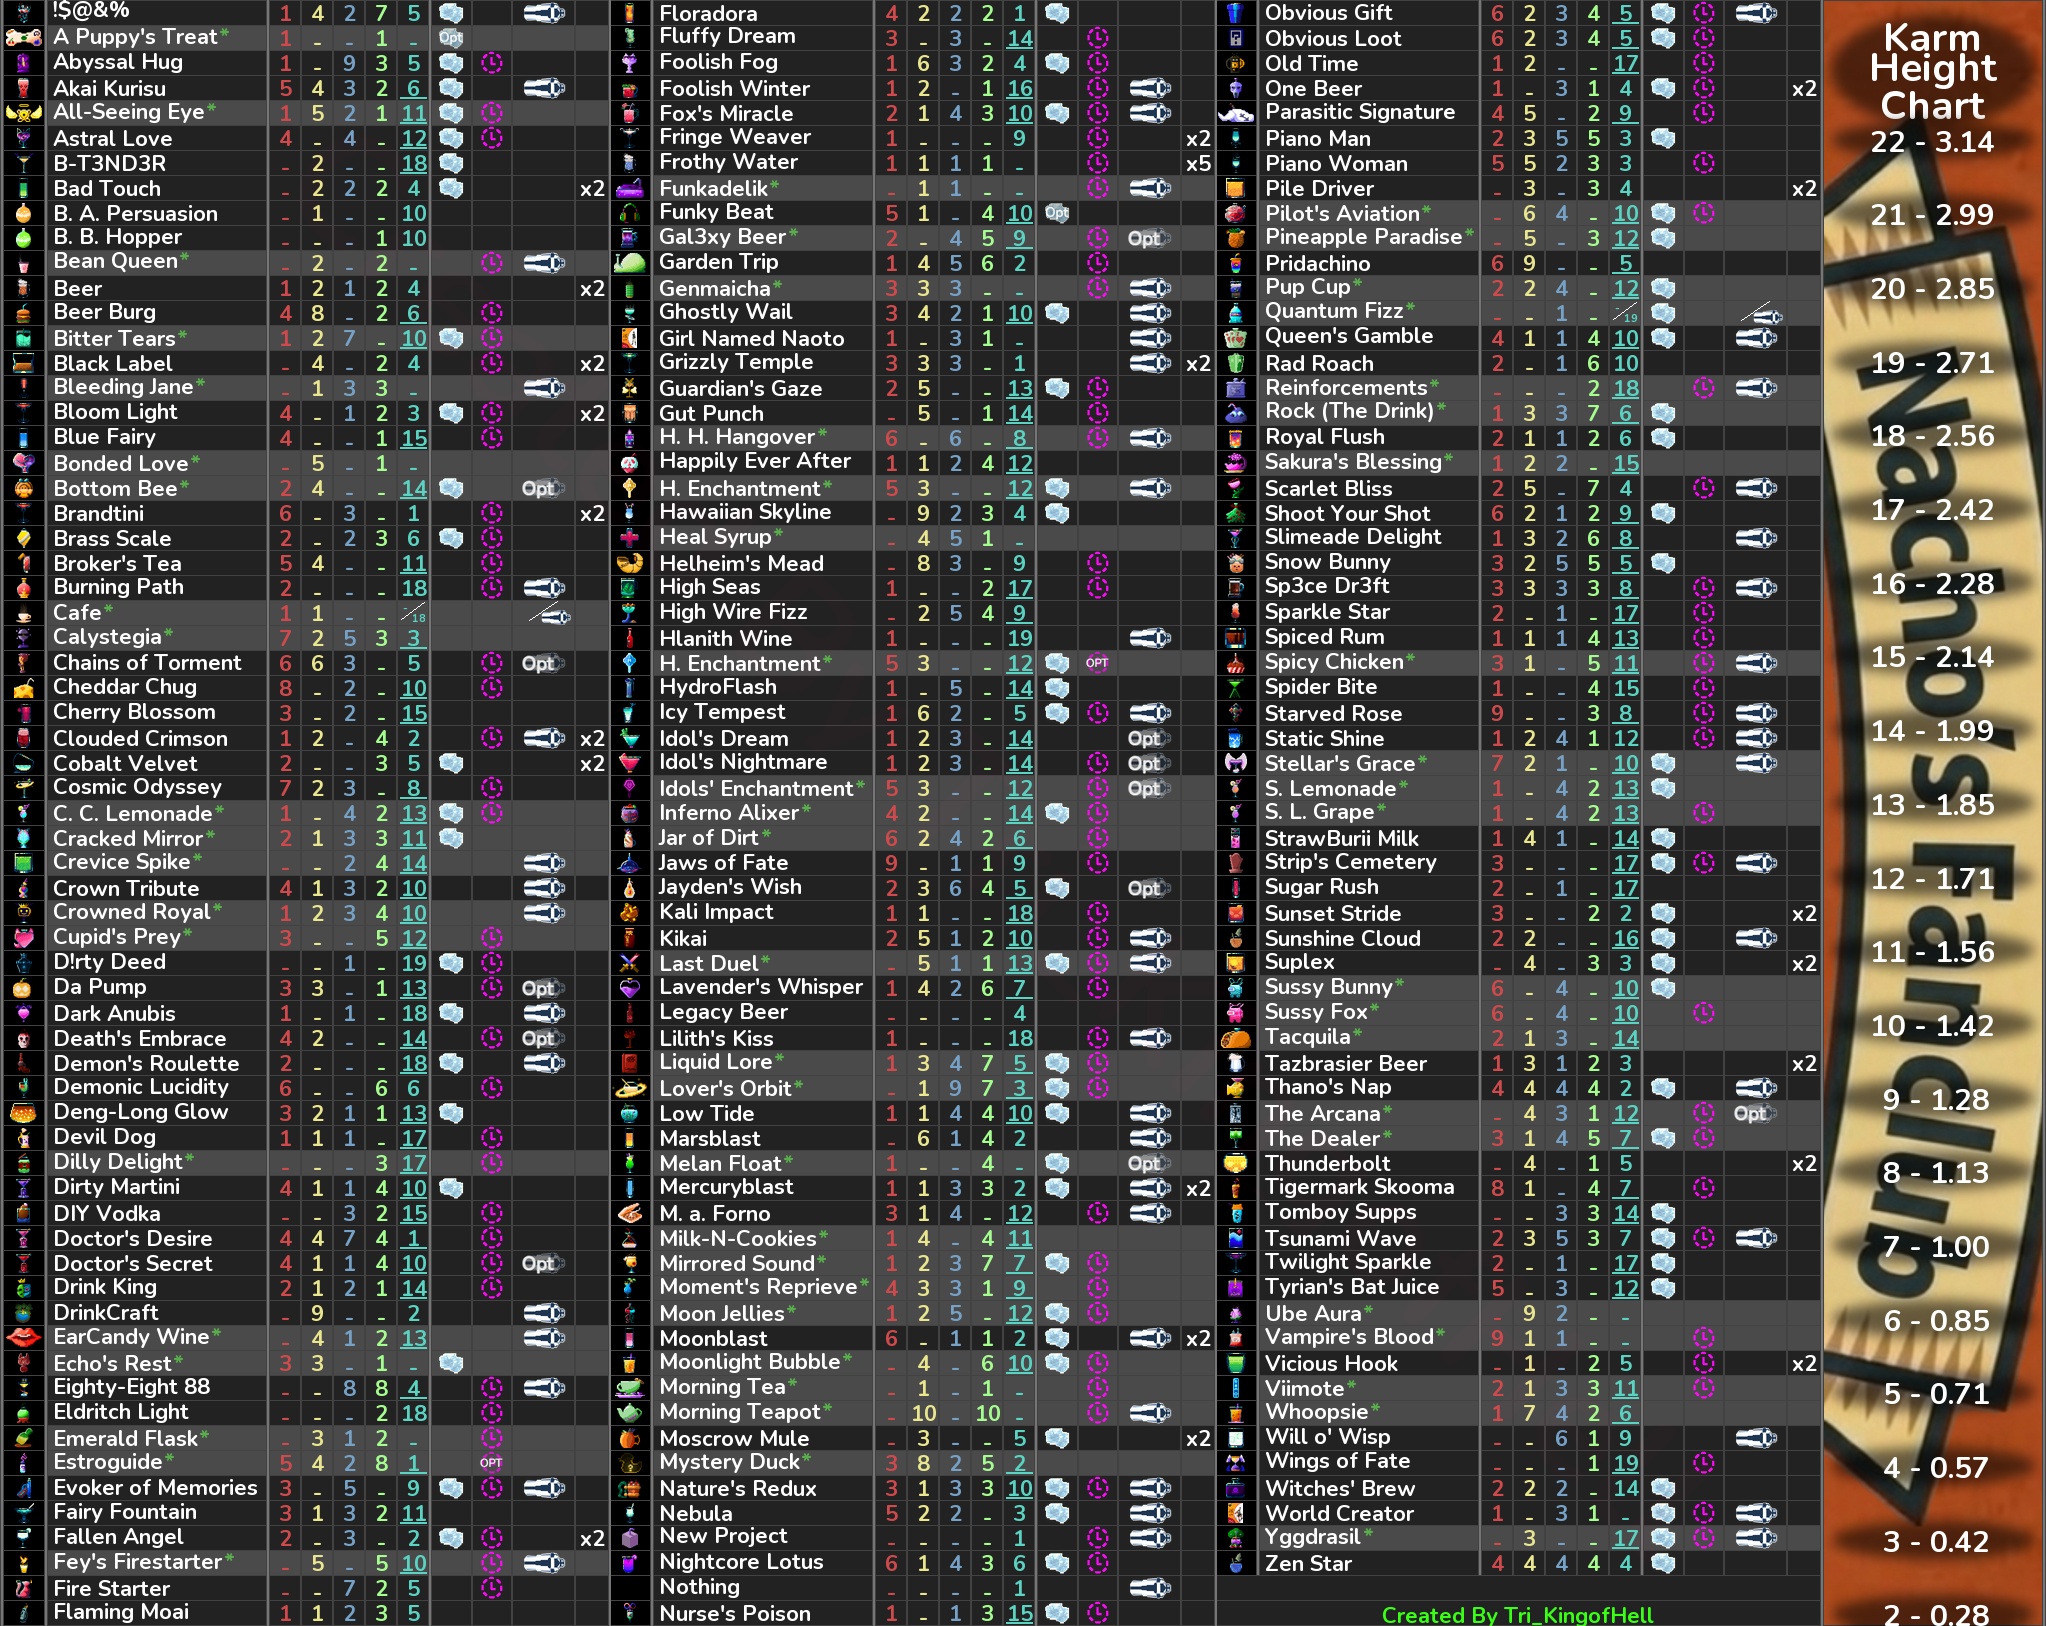 !$@&% 1 4 2 7 5
A Puppy's Treat* 1 - - 1 - Opt
Abyssal Hug 1 - 9 3 5
Akai Kurisu 5 4 3 2 6
All-Seeing Eye* 1 5 2 1 11
Astral Love 4 - 4 - 12
B-T3ND3R - 2 - - 18
Bad Touch - 2 2 2 4 x2
B. A. Persuasion - 1 - - 10
B. B. Hopper - - - 1 10
Bean Queen* - 2 - 2 -
Beer 1 2 1 2 4 x2
Beer Burg 4 8 - 2 6
Bitter Tears* 1 2 7 - 10
Black Label - 4 - 2 4 x2
Bleeding Jane* - 1 3 3 -
Bloom Light 4 - 1 2 3 x2
Blue Fairy 4 - - 1 15
Bonded Love* - 5 - 1 -
Bottom Bee* 2 4 - - 14 Opt
Brandtini 6 - 3 - 1 x2
Brass Scale 2 - 2 3 6
Broker's Tea 5 4 - - 11
Burning Path 2 - - - 18
Cafe* 1 1 - - -/18
Calystegia* 7 2 5 3 3
Chains of Torment 6 6 3 - 5 Opt
Cheddar Chug 8 - 2 - 10
Cherry Blossom 3 - 2 - 15
Clouded Crimson 1 2 - 4 2 x2
Cobalt Velvet 2 - - 3 5 x2
Cosmic Odyssey 7 2 3 - 8
C. C. Lemonade* 1 - 4 2 13
Cracked Mirror* 2 1 3 3 11
Crevice Spike* - - 2 4 14
Crown Tribute 4 1 3 2 10
Crowned Royal* 1 2 3 4 10
Cupid's Prey* 3 - - 5 12
D!rty Deed - - 1 - 19
Da Pump 3 3 - 1 13 Opt
Dark Anubis 1 - 1 - 18
Death's Embrace 4 2 - - 14 Opt
Demon's Roulette 2 - - - 18
Demonic Lucidity 6 - - 6 6
Deng-Long Glow 3 2 1 1 13
Devil Dog 1 1 1 - 17
Dilly Delight* - - - 3 17
Dirty Martini 4 1 1 4 10
DIY Vodka - - 3 2 15
Doctor's Desire 4 4 7 4 1
Doctor's Secret 4 1 1 4 10 Opt
Drink King 2 1 2 1 14
DrinkCraft - 9 - - 2
EarCandy Wine* - 4 1 2 13
Echo's Rest* 3 3 - 1 -
Eighty-Eight 88 - - 8 8 4
Eldritch Light - - - 2 18
Emerald Flask* - 3 1 2 -
Estroguide* 5 4 2 8 1 OPT
Evoker of Memories 3 - 5 - 9
Fairy Fountain 3 1 3 2 11
Fallen Angel 2 - 3 - 2 x2
Fey's Firestarter* - 5 - 5 10
Fire Starter - - 7 2 5
Flaming Moai 1 1 2 3 5
Floradora 4 2 2 2 1
Fluffy Dream 3 - 3 - 14
Foolish Fog 1 6 3 2 4
Foolish Winter 1 2 - 1 16
Fox's Miracle 2 1 4 3 10
Fringe Weaver 1 - - - 9 x2
Frothy Water 1 1 1 1 - x5
Funkadelik* - 1 1 - -
Funky Beat 5 1 - 4 10 Opt
Gal3xy Beer* 2 - 4 5 9 Opt
Garden Trip 1 4 5 6 2
Genmaicha* 3 3 3 - -
Ghostly Wail 3 4 2 1 10
Girl Named Naoto 1 - 3 1 -
Grizzly Temple 3 3 3 - 1 x2
Guardian's Gaze 2 5 - - 13
Gut Punch - 5 - 1 14
H. H. Hangover* 6 - 6 - 8
Happily Ever After 1 1 2 4 12
H. Enchantment* 5 3 - - 12
Hawaiian Skyline - 9 2 3 4
Heal Syrup* - 4 5 1 -
Helheim's Mead - 8 3 - 9
High Seas 1 - - 2 17
High Wire Fizz - 2 5 4 9
Hlanith Wine 1 - - - 19
H. Enchantment* 5 3 - - 12 OPT
HydroFlash 1 - 5 - 14
Icy Tempest 1 6 2 - 5
Idol's Dream 1 2 3 - 14 Opt
Idol's Nightmare 1 2 3 - 14 Opt
Idols' Enchantment* 5 3 - - 12 Opt
Inferno Alixer* 4 2 - - 14
Jar of Dirt* 6 2 4 2 6
Jaws of Fate 9 - 1 1 9
Jayden's Wish 2 3 6 4 5 Opt
Kali Impact 1 1 - - 18
Kikai 2 5 1 2 10
Last Duel* - 5 1 1 13
Lavender's Whisper 1 4 2 6 7
Legacy Beer - - - - 4
Lilith's Kiss 1 - - - 18
Liquid Lore* 1 3 4 7 5
Lover's Orbit* - 1 9 7 3
Low Tide 1 1 4 4 10
Marsblast - 6 1 4 2
Melan Float* 1 - - 4 - Opt
Mercuryblast 1 1 3 3 2 x2
M. a. Forno 3 1 4 - 12
Milk-N-Cookies* 1 4 - 4 11
Mirrored Sound* 1 2 3 7 7
Moment's Reprieve* 4 3 3 1 9
Moon Jellies* 1 2 5 - 12
Moonblast 6 - 1 1 2 x2
Moonlight Bubble* - 4 - 6 10
Morning Tea* - 1 - 1 -
Morning Teapot* - 10 - 10 -
Moscrow Mule - 3 - - 5 x2
Mystery Duck* 3 8 2 5 2
Nature's Redux 3 1 3 3 10
Nebula 5 2 2 - 3
New Project - - - - 1
Nightcore Lotus 6 1 4 3 6
Nothing - - - - 1
Nurse's Poison 1 - 1 3 15
Obvious Gift 6 2 3 4 5
Obvious Loot 6 2 3 4 5
Old Time 1 2 - - 17
One Beer 1 - 3 1 4 x2
Parasitic Signature 4 5 - 2 9
Piano Man 2 3 5 5 3
Piano Woman 5 5 2 3 3
Pile Driver - 3 - 3 4 x2
Pilot's Aviation* - 6 4 - 10
Pineapple Paradise* - 5 - 3 12
Pridachino 6 9 - - 5
Pup Cup* 2 2 4 - 12
Quantum Fizz* - - 1 - -/19
Queen's Gamble 4 1 1 4 10
Rad Roach 2 - 1 6 10
Reinforcements* - - - 2 18
Rock (The Drink)* 1 3 3 7 6
Royal Flush 2 1 1 2 6
Sakura's Blessing* 1 2 2 - 15
Scarlet Bliss 2 5 - 7 4
Shoot Your Shot 6 2 1 2 9
Slimeade Delight 1 3 2 6 8
Snow Bunny 3 2 5 5 5
Sp3ce Dr3ft 3 3 3 3 8
Sparkle Star 2 - 1 - 17
Spiced Rum 1 1 1 4 13
Spicy Chicken* 3 1 - 5 11
Spider Bite 1 - - 4 15
Starved Rose 9 - - 3 8
Static Shine 1 2 4 1 12
Stellar's Grace* 7 2 1 - 10
S. Lemonade* 1 - 4 2 13
S. L. Grape* 1 - 4 2 13
StrawBurii Milk 1 4 1 - 14
Strip's Cemetery 3 - - - 17
Sugar Rush 2 - 1 - 17
Sunset Stride 3 - - 2 2 x2
Sunshine Cloud 2 2 - - 16
Suplex - 4 - 3 3 x2
Sussy Bunny* 6 - 4 - 10
Sussy Fox* 6 - 4 - 10
Tacquila* 2 1 3 - 14
Tazbrasier Beer 1 3 1 2 3 x2
Thano's Nap 4 4 4 4 2
The Arcana* - 4 3 1 12 Opt
The Dealer* 3 1 4 5 7
Thunderbolt - 4 - 1 5 x2
Tigermark Skooma 8 1 - 4 7
Tomboy Supps - - 3 3 14
Tsunami Wave 2 3 5 3 7
Twilight Sparkle 2 - 1 - 17
Tyrian's Bat Juice 5 - 3 - 12
Ube Aura* - 9 2 - -
Vampire's Blood* 9 1 1 - -
Vicious Hook - 1 - 2 5 x2
Viimote* 2 1 3 3 11
Whoopsie* 1 7 4 2 6
Will o' Wisp - - 6 1 9
Wings of Fate - - - 1 19
Witches' Brew 2 2 2 - 14
World Creator 1 - 3 1 -
Yggdrasil* - 3 - - 17
Zen Star 4 4 4 4 4
Created By Tri_KingofHell
Karm
Height
Chart
22 - 3.14
21 - 2.99
20 - 2.85
19 - 2.71
18 - 2.56
17 - 2.42
16 - 2.28
15 - 2.14
14 - 1.99
13 - 1.85
12 - 1.71
11 - 1.56
10 - 1.42
9 - 1.28
8 - 1.13
7 - 1.00
6 - 0.85
5 - 0.71
4 - 0.57
3 - 0.42
2 - 0.28
Nacho's Fanclub